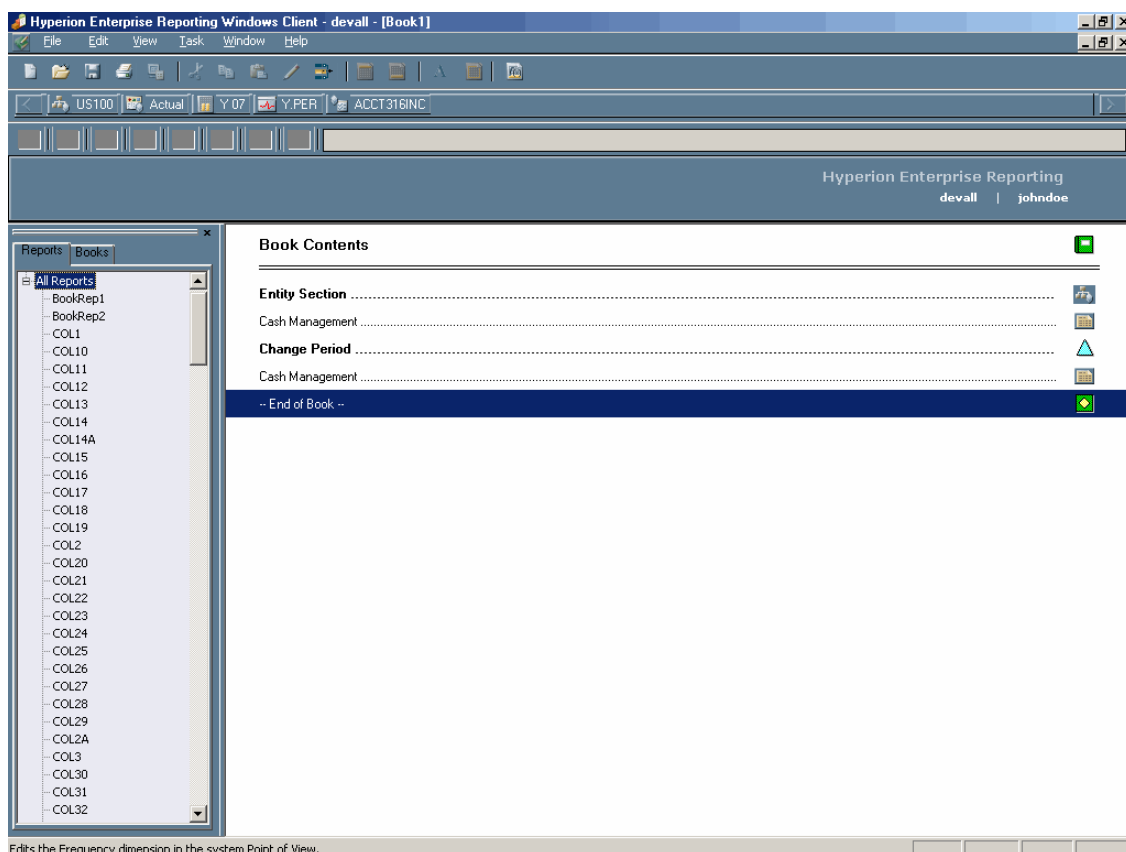 Hyperion Enterprise Reporting Windows Client - devall - [Book1]
File Edit View Task Window Help
US100 Actual Y 07 Y.PER ACCT316INC
Hyperion Enterprise Reporting
devall | johndoe
Reports Books
All Reports
BookRep1
BookRep2
COL1
COL10
COL11
COL12
COL13
COL14
COL14A
COL15
COL16
COL17
COL18
COL19
COL2
COL20
COL21
COL22
COL23
COL24
COL25
COL26
COL27
COL28
COL29
COL2A
COL3
COL30
COL31
COL32
Book Contents
Entity Section
Cash Management
Change Period
Cash Management
-- End of Book --
Edits the Frequency dimension in the system Point of View.